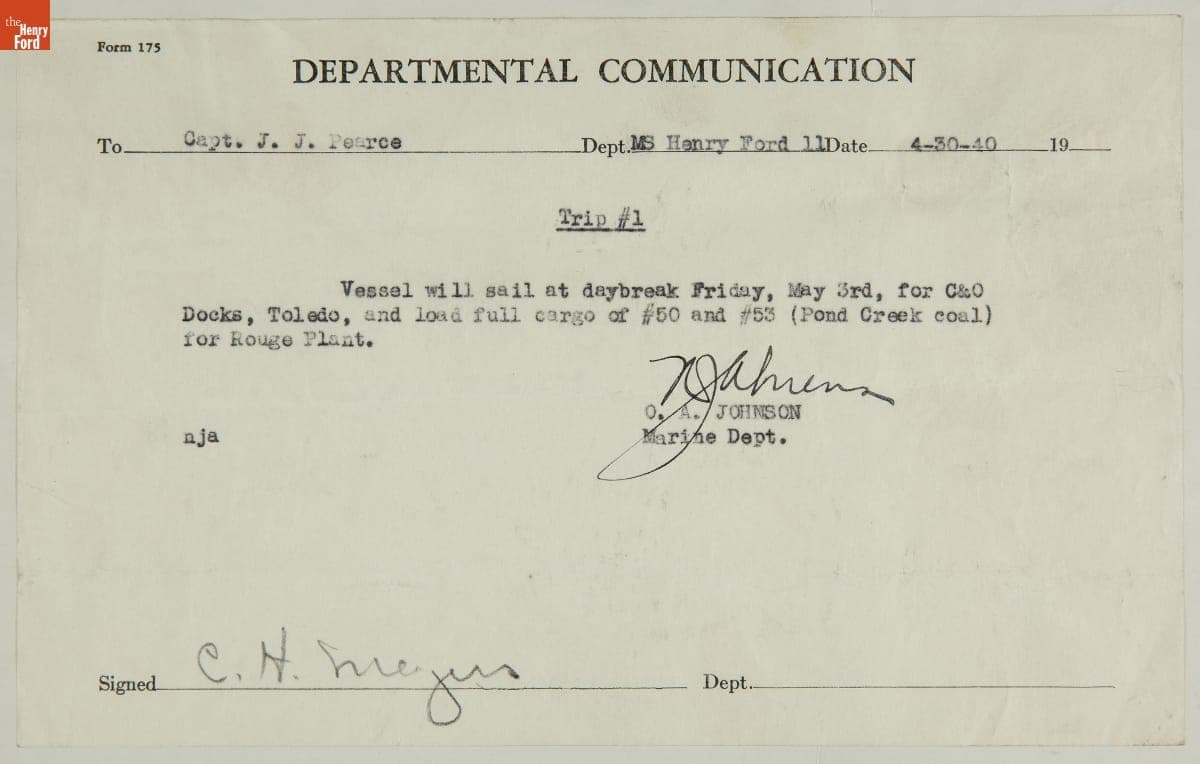 the
Henry
Ford
Form 175
DEPARTMENTAL COMMUNICATION
To Capt. J. J. Pearce Dept. MS Henry Ford 11 Date 4-30-40 19
Trip #1
Vessel will sail at daybreak Friday, May 3rd, for C&O
Docks, Toledo, and load full cargo of #50 and #53 (Pond Creek coal)
for Rouge Plant.
NJAhrens
O. A. JOHNSON
nja Marine Dept.
Signed C. H. Meyers Dept.